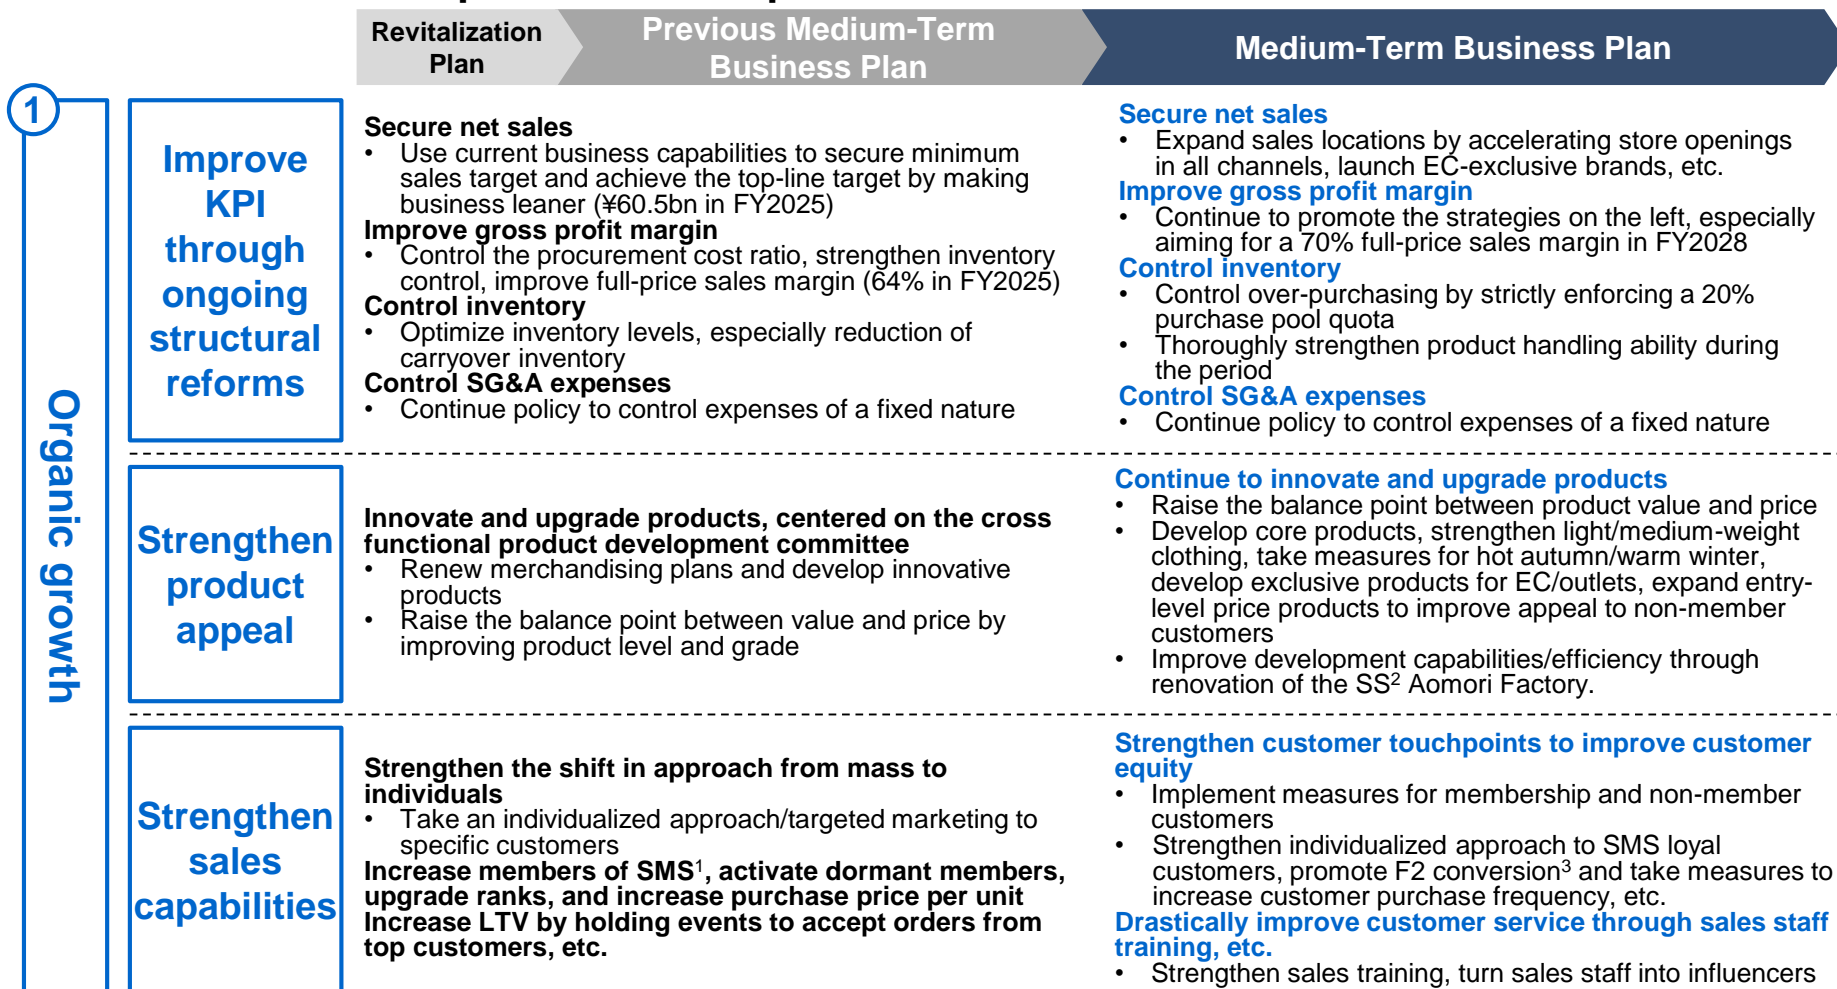 Revitalization
Plan
Previous Medium-Term
Business Plan
Medium-Term Business Plan
1
Organic growth
Improve
KPI
through
ongoing
structural
reforms
Secure net sales
• Use current business capabilities to secure minimum
sales target and achieve the top-line target by making
business leaner (¥60.5bn in FY2025)
Improve gross profit margin
• Control the procurement cost ratio, strengthen inventory
control, improve full-price sales margin (64% in FY2025)
Control inventory
• Optimize inventory levels, especially reduction of
carryover inventory
Control SG&A expenses
• Continue policy to control expenses of a fixed nature
Secure net sales
• Expand sales locations by accelerating store openings
in all channels, launch EC-exclusive brands, etc.
Improve gross profit margin
• Continue to promote the strategies on the left, especially
aiming for a 70% full-price sales margin in FY2028
Control inventory
• Control over-purchasing by strictly enforcing a 20%
purchase pool quota
• Thoroughly strengthen product handling ability during
the period
Control SG&A expenses
• Continue policy to control expenses of a fixed nature
Strengthen
product
appeal
Innovate and upgrade products, centered on the cross
functional product development committee
• Renew merchandising plans and develop innovative
products
• Raise the balance point between value and price by
improving product level and grade
Continue to innovate and upgrade products
• Raise the balance point between product value and price
• Develop core products, strengthen light/medium-weight
clothing, take measures for hot autumn/warm winter,
develop exclusive products for EC/outlets, expand entry-
level price products to improve appeal to non-member
customers
• Improve development capabilities/efficiency through
renovation of the SS² Aomori Factory.
Strengthen
sales
capabilities
Strengthen the shift in approach from mass to
individuals
• Take an individualized approach/targeted marketing to
specific customers
Increase members of SMS¹, activate dormant members,
upgrade ranks, and increase purchase price per unit
Increase LTV by holding events to accept orders from
top customers, etc.
Strengthen customer touchpoints to improve customer
equity
• Implement measures for membership and non-member
customers
• Strengthen individualized approach to SMS loyal
customers, promote F2 conversion³ and take measures to
increase customer purchase frequency, etc.
Drastically improve customer service through sales staff
training, etc.
• Strengthen sales training, turn sales staff into influencers